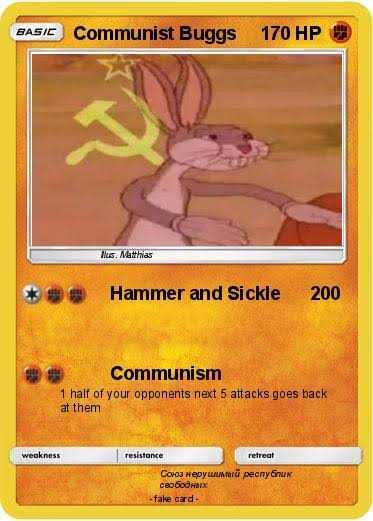 BASIC Communist Buggs 170 HP
Illus. Matthias
Hammer and Sickle 200
Communism
1 half of your opponents next 5 attacks goes back
at them
weakness resistance retreat
Союз нерушимый республик
свободных
- fake card -